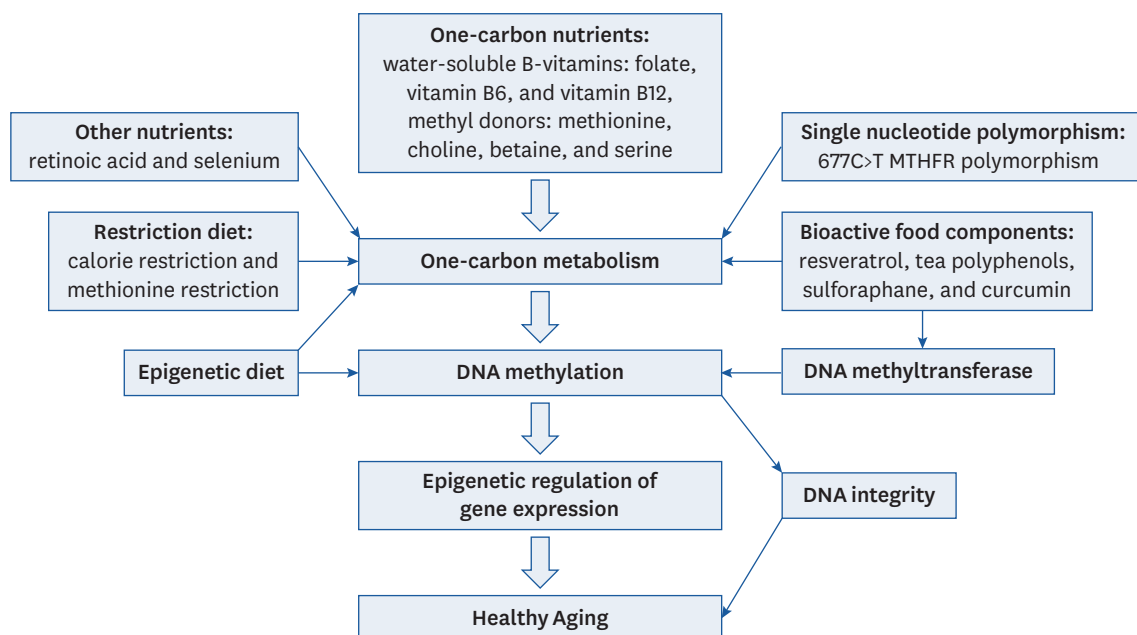 One-carbon nutrients:
water-soluble B-vitamins: folate,
vitamin B6, and vitamin B12,
methyl donors: methionine,
choline, betaine, and serine
Other nutrients:
retinoic acid and selenium
Single nucleotide polymorphism:
677C>T MTHFR polymorphism
Restriction diet:
calorie restriction and
methionine restriction
One-carbon metabolism
Bioactive food components:
resveratrol, tea polyphenols,
sulforaphane, and curcumin
Epigenetic diet
DNA methylation
DNA methyltransferase
Epigenetic regulation of
gene expression
DNA integrity
Healthy Aging